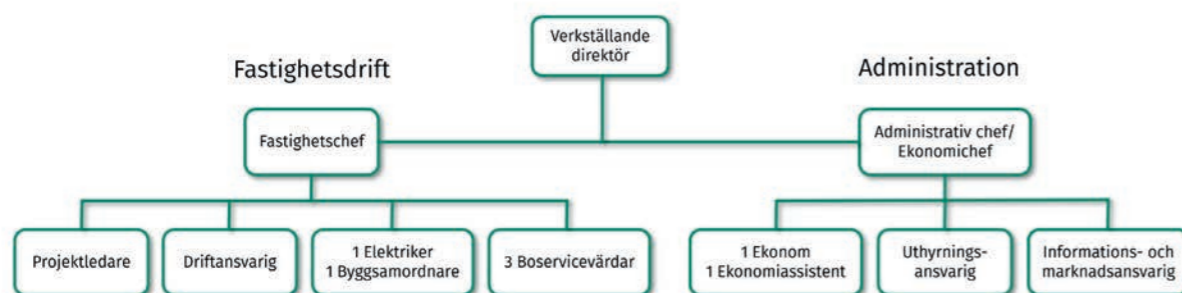 Verkställande
direktör
Fastighetsdrift
Administration
Fastighetschef
Administrativ chef/
Ekonomichef
Projektledare
Driftansvarig
1 Elektriker
1 Byggsamordnare
3 Boservicevärdar
1 Ekonom
1 Ekonomiassistent
Uthyrnings-
ansvarig
Informations- och
marknadsansvarig